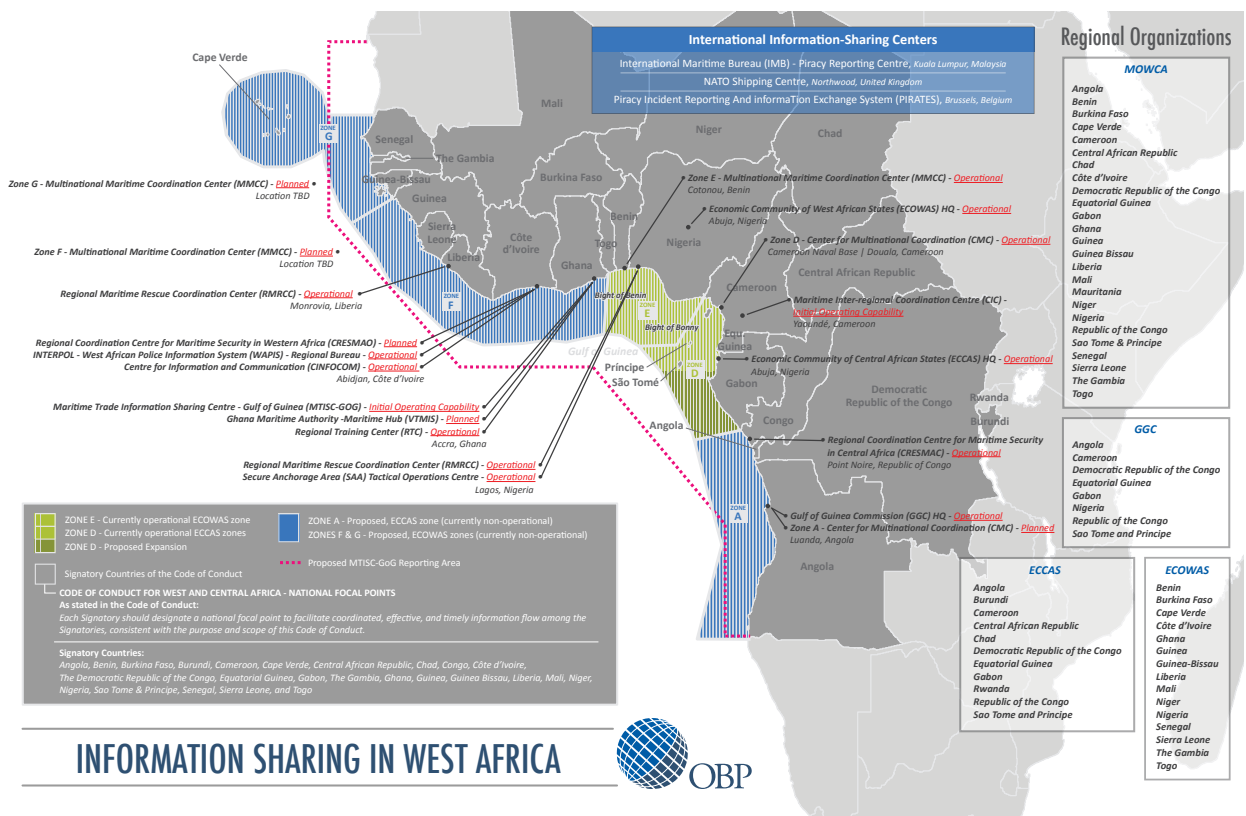 International Information-Sharing Centers
International Maritime Bureau (IMB) - Piracy Reporting Centre, Kuala Lumpur, Malaysia
NATO Shipping Centre, Northwood, United Kingdom
Piracy Incident Reporting And informaTion Exchange System (PIRATES), Brussels, Belgium
Regional Organizations
MOWCA
Angola
Benin
Burkina Faso
Cape Verde
Cameroon
Central African Republic
Chad
Côte d'Ivoire
Democratic Republic of the Congo
Equatorial Guinea
Gabon
Ghana
Guinea
Guinea Bissau
Liberia
Mali
Mauritania
Niger
Nigeria
Republic of the Congo
Sao Tome & Principe
Senegal
Sierra Leone
The Gambia
Togo
GGC
Angola
Cameroon
Democratic Republic of the Congo
Equatorial Guinea
Gabon
Nigeria
Republic of the Congo
Sao Tome and Principe
ECCAS
Angola
Burundi
Cameroon
Central African Republic
Chad
Democratic Republic of the Congo
Equatorial Guinea
Gabon
Rwanda
Republic of the Congo
Sao Tome and Principe
ECOWAS
Benin
Burkina Faso
Cape Verde
Côte d'Ivoire
Ghana
Guinea
Guinea-Bissau
Liberia
Mali
Niger
Nigeria
Senegal
Sierra Leone
The Gambia
Togo
Cape Verde
ZONE
G
Senegal
The Gambia
Guinea-Bissau
Guinea
Sierra
Leone
Liberia
Mali
Burkina Faso
Côte
d'Ivoire
Ghana
Togo
Benin
Niger
Nigeria
Chad
Cameroon
Central African Republic
Equ.
Guinea
Gabon
Congo
Democratic
Republic of the Congo
Rwanda
Burundi
Angola
Angola
Príncipe
São Tomé
Bight of Benin
Bight of Bonny
Gulf of Guinea
ZONE
F
ZONE
E
ZONE
D
ZONE
A
Zone G - Multinational Maritime Coordination Center (MMCC) - Planned
Location TBD
Zone F - Multinational Maritime Coordination Center (MMCC) - Planned
Location TBD
Regional Maritime Rescue Coordination Center (RMRCC) - Operational
Monrovia, Liberia
Regional Coordination Centre for Maritime Security in Western Africa (CRESMAO) - Planned
INTERPOL - West African Police Information System (WAPIS) - Regional Bureau - Operational
Centre for Information and Communication (CINFOCOM) - Operational
Abidjan, Côte d'Ivoire
Maritime Trade Information Sharing Centre - Gulf of Guinea (MTISC-GOG) - Initial Operating Capability
Ghana Maritime Authority -Maritime Hub (VTMIS) - Planned
Regional Training Center (RTC) - Operational
Accra, Ghana
Regional Maritime Rescue Coordination Center (RMRCC) - Operational
Secure Anchorage Area (SAA) Tactical Operations Centre - Operational
Lagos, Nigeria
Zone E - Multinational Maritime Coordination Center (MMCC) - Operational
Cotonou, Benin
Economic Community of West African States (ECOWAS) HQ - Operational
Abuja, Nigeria
Zone D - Center for Multinational Coordination (CMC) - Operational
Cameroon Naval Base | Douala, Cameroon
Maritime Inter-regional Coordination Centre (CIC) -
Initial Operating Capability
Yaoundé, Cameroon
Economic Community of Central African States (ECCAS) HQ - Operational
Abuja, Nigeria
Regional Coordination Centre for Maritime Security
in Central Africa (CRESMAC) - Operational
Point Noire, Republic of Congo
Gulf of Guinea Commission (GGC) HQ - Operational
Zone A - Center for Multinational Coordination (CMC) - Planned
Luanda, Angola
ZONE E - Currently operational ECOWAS zone
ZONE D - Currently operational ECCAS zones
ZONE D - Proposed Expansion
ZONE A - Proposed, ECCAS zone (currently non-operational)
ZONES F & G - Proposed, ECOWAS zones (currently non-operational)
Proposed MTISC-GoG Reporting Area
Signatory Countries of the Code of Conduct
CODE OF CONDUCT FOR WEST AND CENTRAL AFRICA - NATIONAL FOCAL POINTS
As stated in the Code of Conduct:
Each Signatory should designate a national focal point to facilitate coordinated, effective, and timely information flow among the
Signatories, consistent with the purpose and scope of this Code of Conduct.
Signatory Countries:
Angola, Benin, Burkina Faso, Burundi, Cameroon, Cape Verde, Central African Republic, Chad, Congo, Côte d'Ivoire,
The Democratic Republic of the Congo, Equatorial Guinea, Gabon, The Gambia, Ghana, Guinea, Guinea Bissau, Liberia, Mali, Niger,
Nigeria, Sao Tome & Principe, Senegal, Sierra Leone, and Togo
INFORMATION SHARING IN WEST AFRICA
OBP